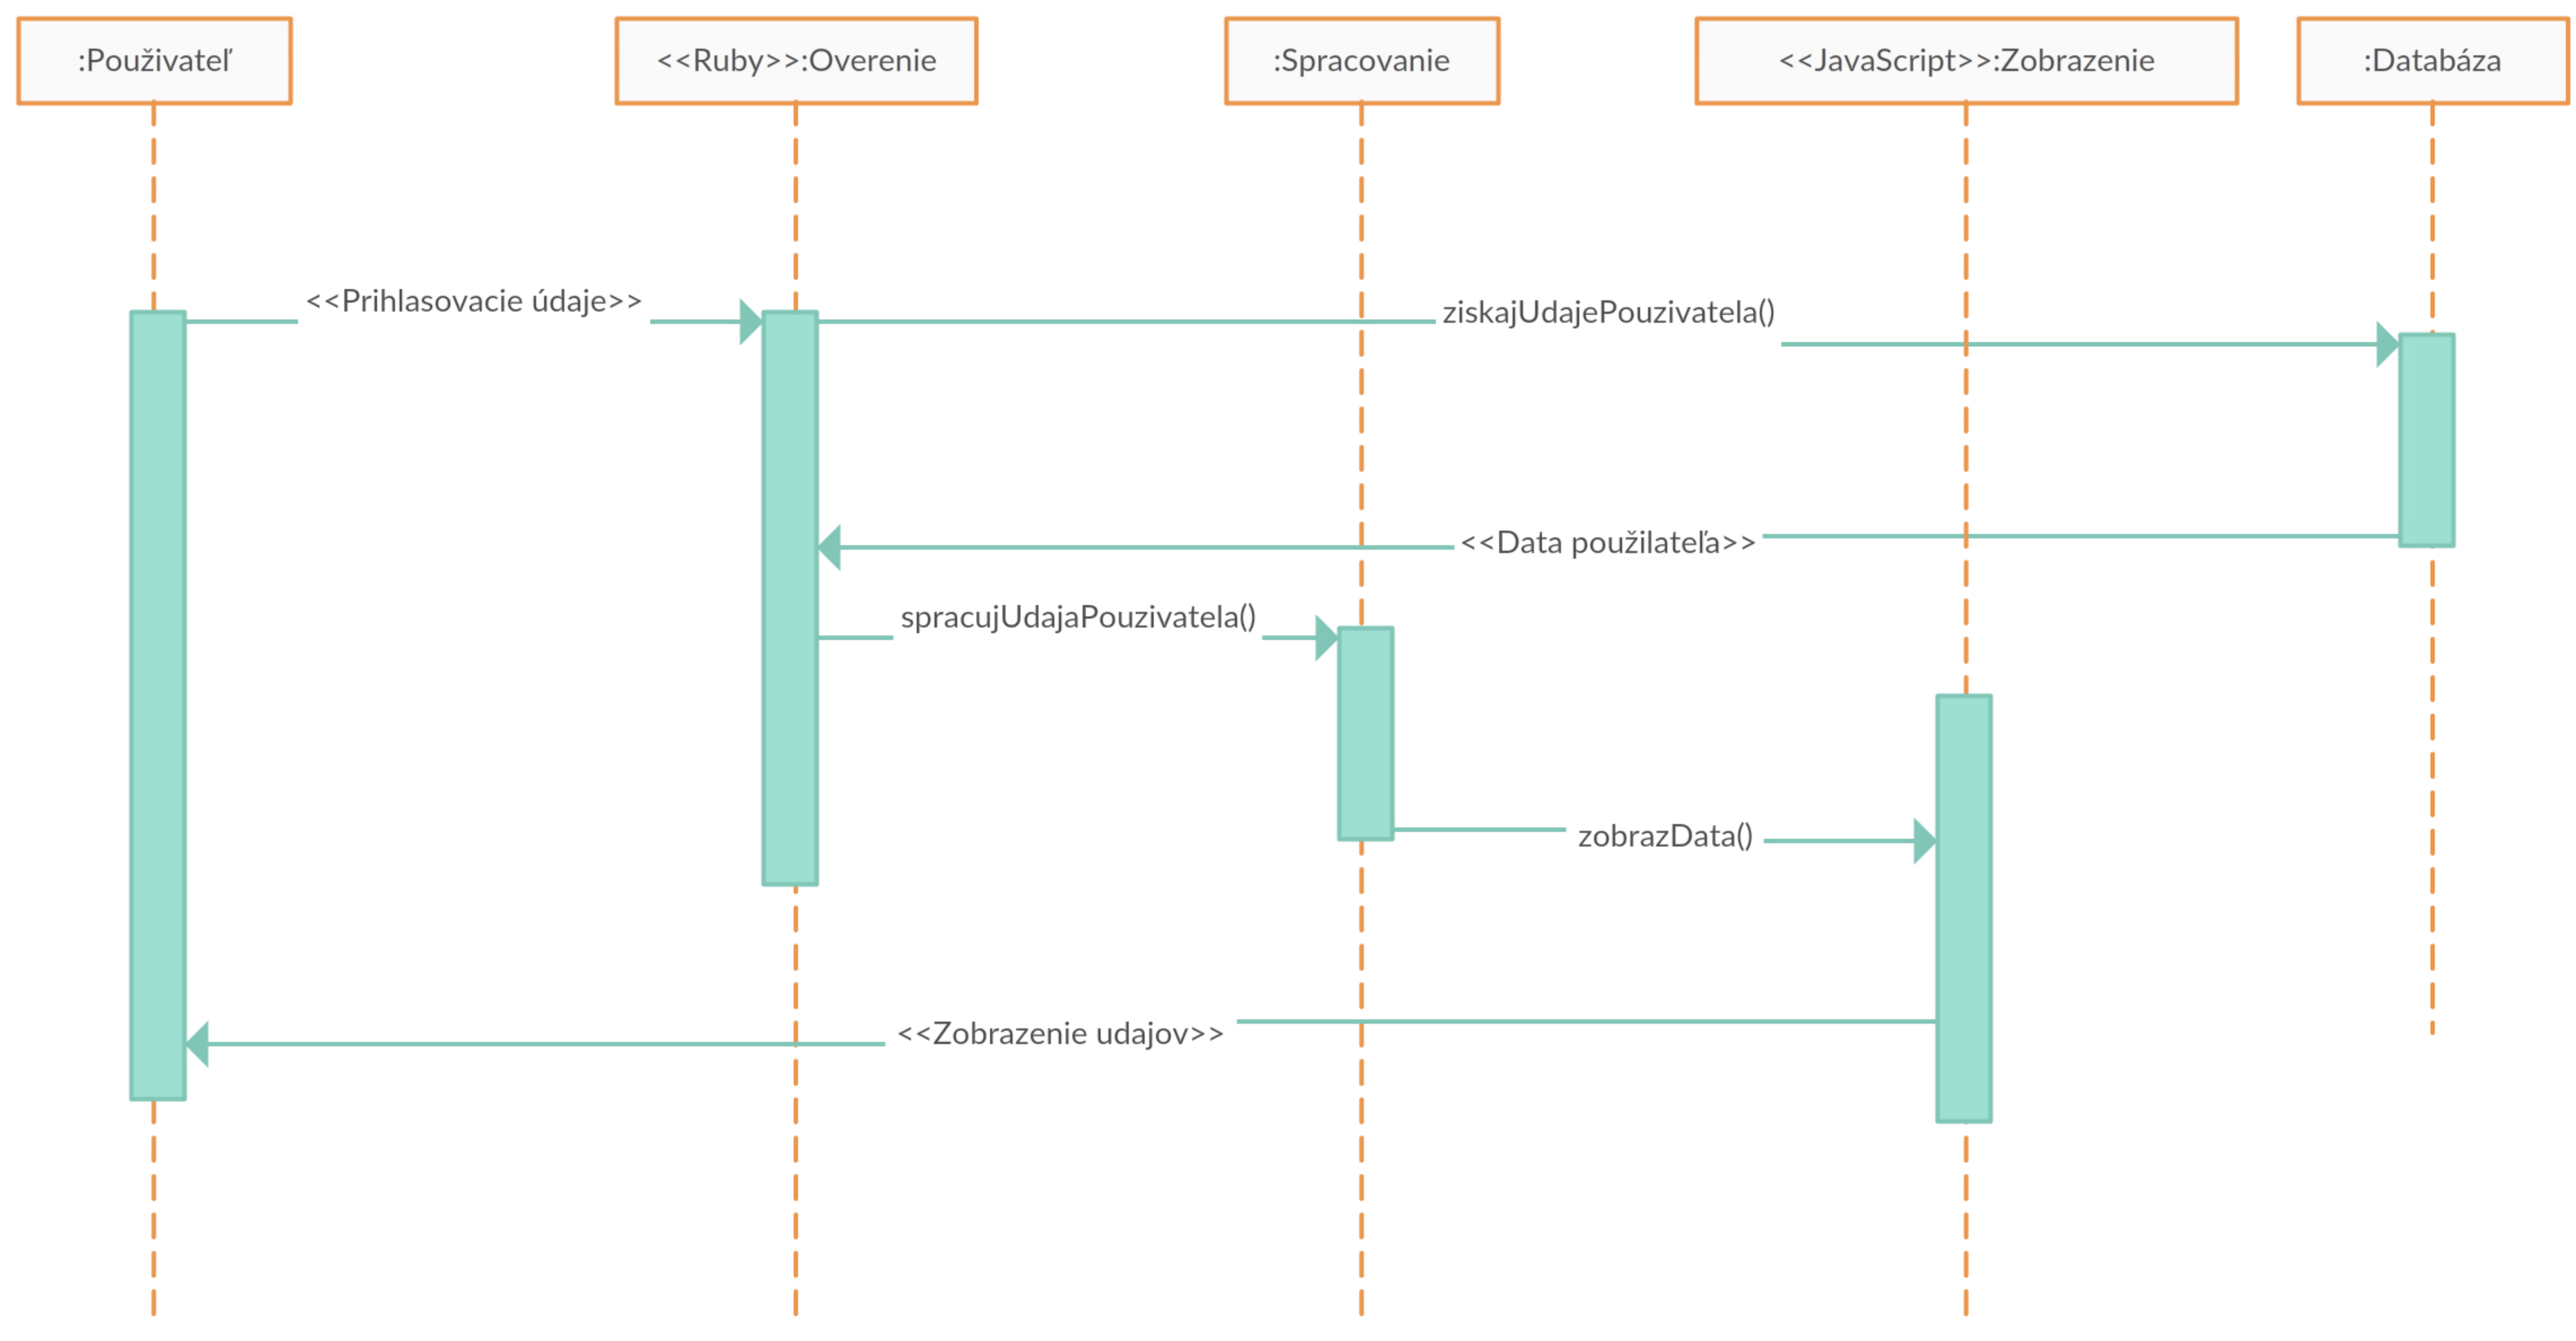 :Používateľ
<<Ruby>>:Overenie
:Spracovanie
<<JavaScript>>:Zobrazenie
:Databáza
<<Prihlasovacie údaje>>
ziskajUdajePouzivatela()
<<Data použilateľa>>
spracujUdajaPouzivatela()
zobrazData()
<<Zobrazenie udajov>>